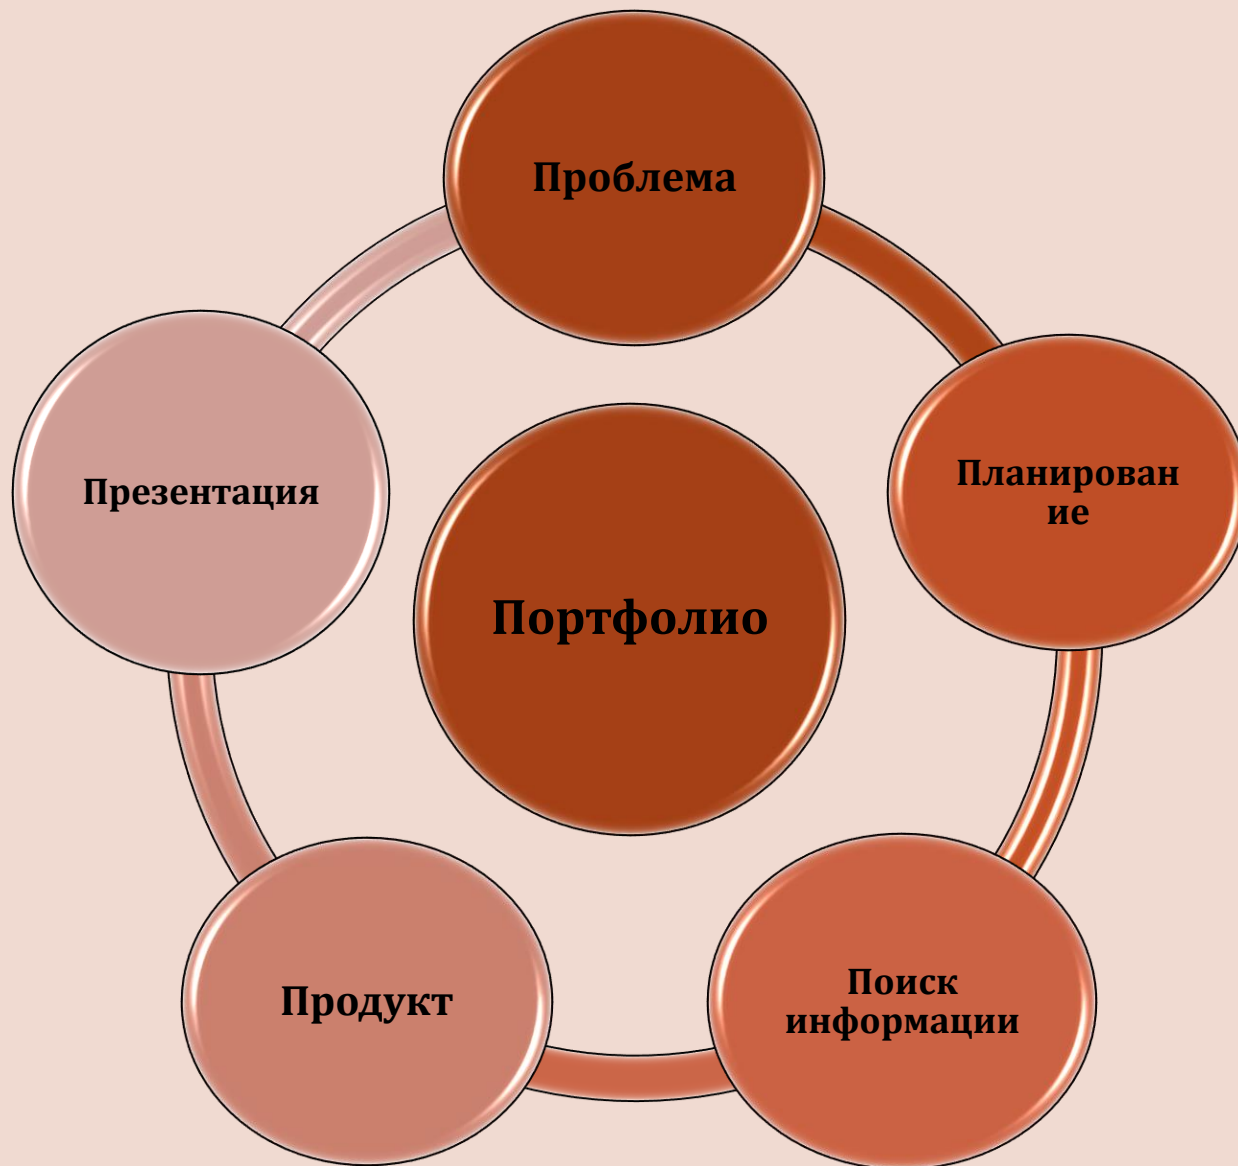 Проблема
Планирован
ие
Поиск
информации
Продукт
Презентация
Портфолио